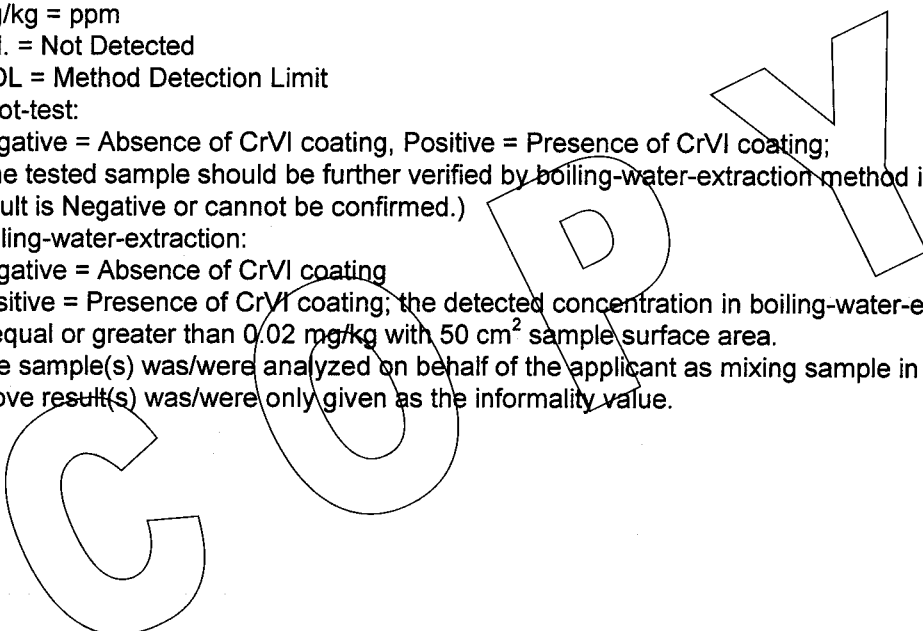 g/kg = ppm
. = Not Detected
DL = Method Detection Limit
ot-test:
gative = Absence of CrVI coating, Positive = Presence of CrVI coating;
e tested sample should be further verified by boiling-water-extraction method i
ult is Negative or cannot be confirmed.)
ling-water-extraction:
gative = Absence of CrVI coating
sitive = Presence of CrVI coating; the detected concentration in boiling-water-e
equal or greater than 0.02 mg/kg with 50 cm² sample surface area.
e sample(s) was/were analyzed on behalf of the applicant as mixing sample in
ove result(s) was/were only given as the informality value.
COPY